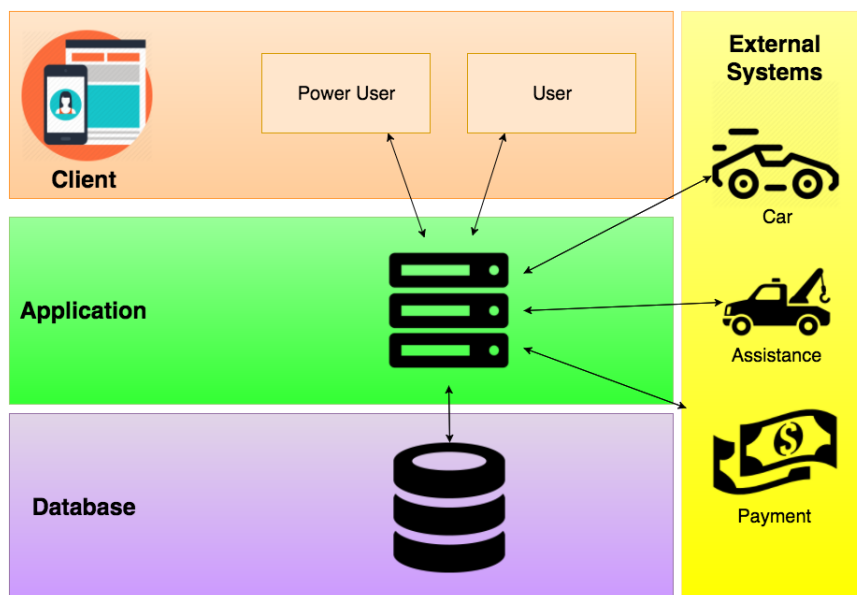 Power User
User
Client
Application
Database
External
Systems
Car
Assistance
$
Payment